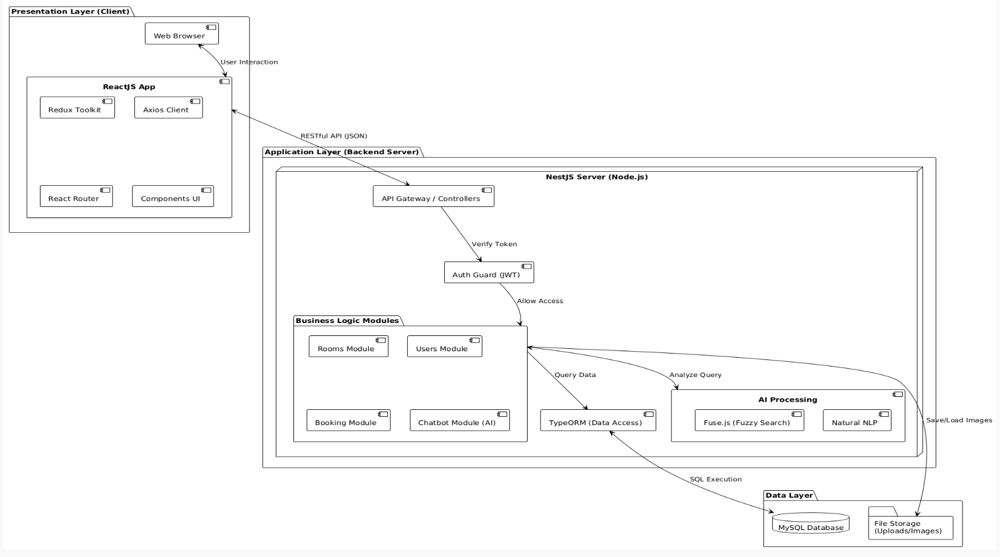 Presentation Layer (Client)
Web Browser
User Interaction
ReactJS App
Redux Toolkit
Axios Client
React Router
Components UI
RESTful API (JSON)
Application Layer (Backend Server)
NestJS Server (Node.js)
API Gateway / Controllers
Verify Token
Auth Guard (JWT)
Allow Access
Business Logic Modules
Rooms Module
Users Module
Booking Module
Chatbot Module (AI)
Query Data
Analyze Query
TypeORM (Data Access)
AI Processing
Fuse.js (Fuzzy Search)
Natural NLP
Save/Load Images
SQL Execution
Data Layer
MySQL Database
File Storage
(Uploads/Images)